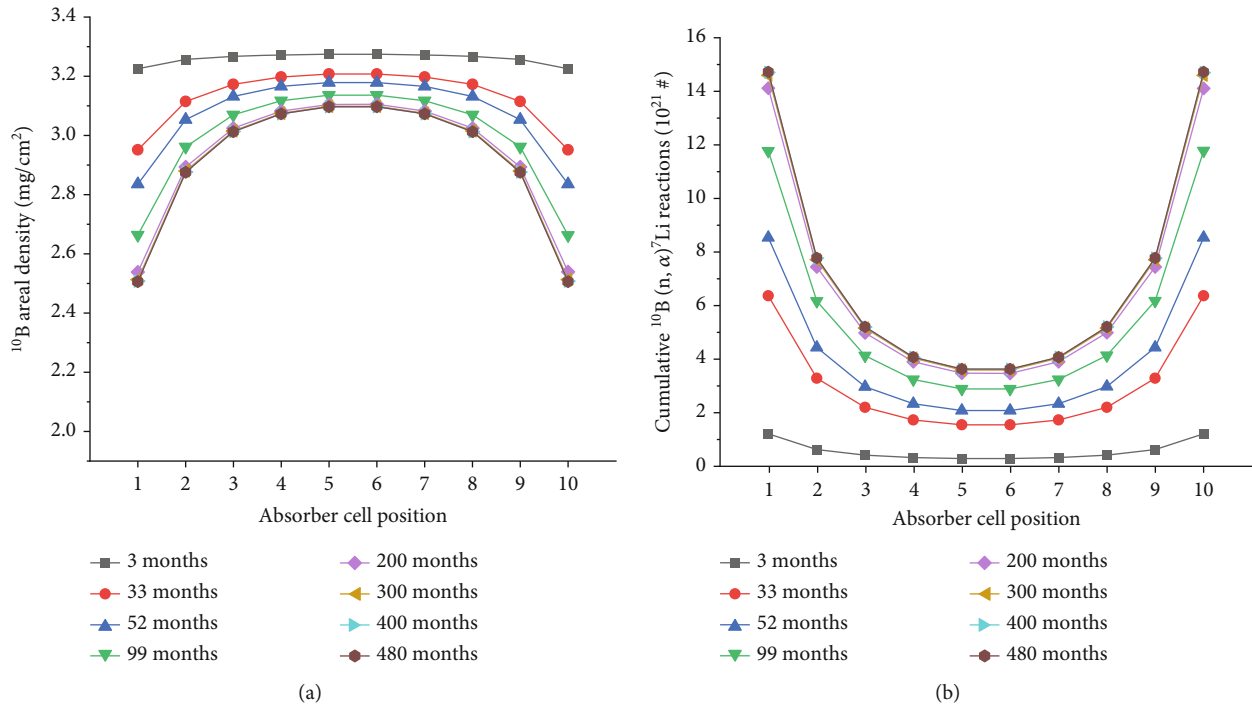 3.4
3.2
3.0
2.8
2.6
2.4
2.2
2.0
¹⁰B areal density (mg/cm²)
1 2 3 4 5 6 7 8 9 10
Absorber cell position
3 months
33 months
52 months
99 months
200 months
300 months
400 months
480 months
(a)
16
14
12
10
8
6
4
2
0
Cumulative ¹⁰B (n, α)⁷Li reactions (10²¹ #)
1 2 3 4 5 6 7 8 9 10
Absorber cell position
3 months
33 months
52 months
99 months
200 months
300 months
400 months
480 months
(b)